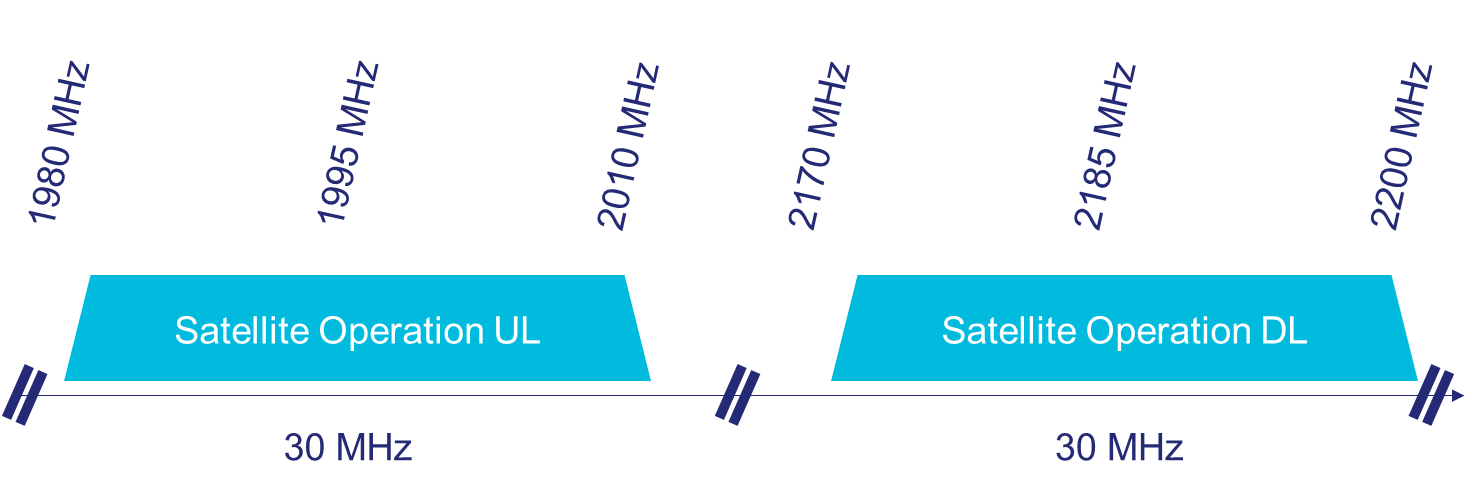 1980 MHz
1995 MHz
2010 MHz
2170 MHz
2185 MHz
2200 MHz
Satellite Operation UL
Satellite Operation DL
30 MHz
30 MHz